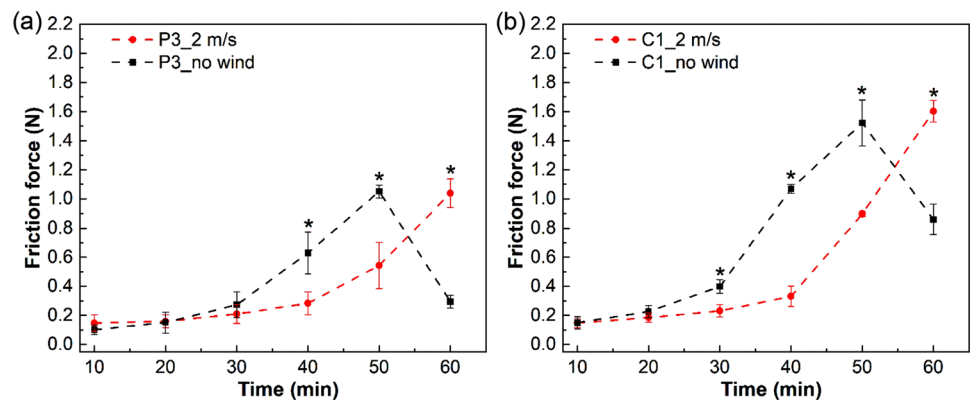 (a)
2.2
2.0
1.8
1.6
1.4
1.2
1.0
0.8
0.6
0.4
0.2
0.0
Friction force (N)
P3_2 m/s
P3_no wind
*
*
*
10 20 30 40 50 60
Time (min)
(b)
2.2
2.0
1.8
1.6
1.4
1.2
1.0
0.8
0.6
0.4
0.2
0.0
Friction force (N)
C1_2 m/s
C1_no wind
*
*
*
*
10 20 30 40 50 60
Time (min)